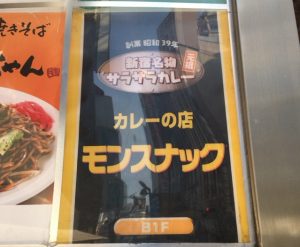 焼きそば
ちゃん
創業 昭和39年
元祖
新宿名物
サラサラカレー
カレーの店
モンスナック
B1F